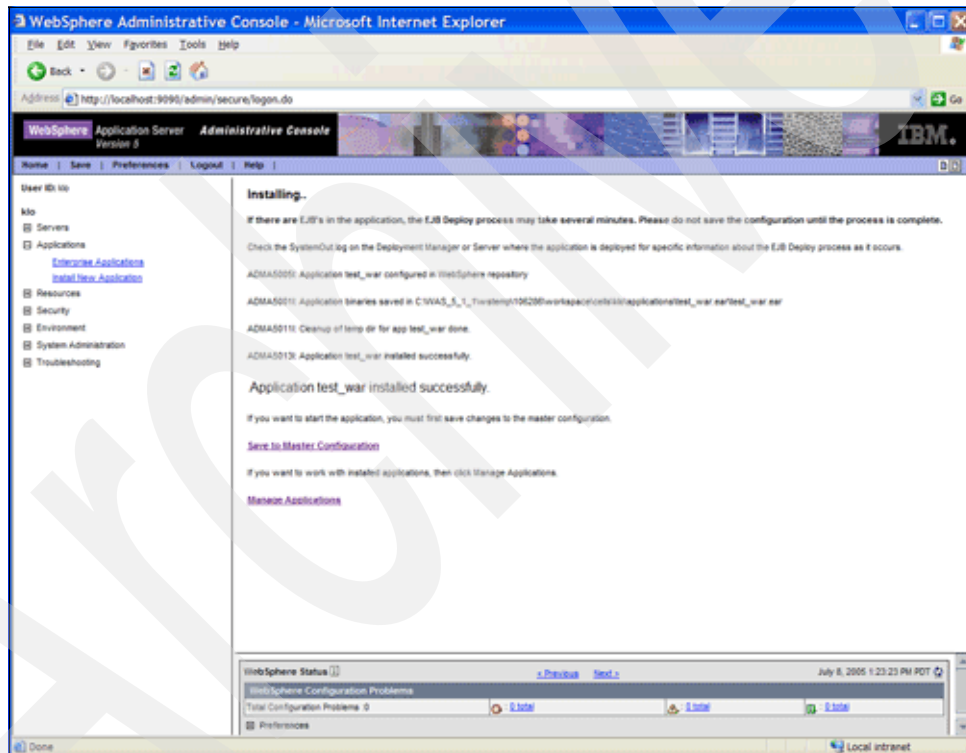 WebSphere Administrative Console - Microsoft Internet Explorer
File Edit View Favorites Tools Help
Back
Address http://localhost:9090/admin/secure/logon.do Go
WebSphere Application Server Administrative Console
Version 5
IBM.
Home | Save | Preferences | Logout | Help |
User ID: klo
klo
Servers
Applications
Enterprise Applications
Install New Application
Resources
Security
Environment
System Administration
Troubleshooting
Installing..
If there are EJB's in the application, the EJB Deploy process may take several minutes. Please do not save the configuration until the process is complete.
Check the SystemOut.log on the Deployment Manager or Server where the application is deployed for specific information about the EJB Deploy process as it occurs.
ADMA5005I: Application test_war configured in WebSphere repository
ADMA5001I: Application binaries saved in
ADMA5011I: Cleanup of temp dir for app test_war done.
ADMA5013I: Application test_war installed successfully.
Application test_war installed successfully.
If you want to start the application, you must first save changes to the master configuration.
Save to Master Configuration
If you want to work with installed applications, then click Manage Applications.
Manage Applications
WebSphere Status < Previous Next > July 8, 2005 1:23:23 PM PDT
WebSphere Configuration Problems
Total Configuration Problems :0 : 0 total : 0 total : 0 total
Preferences
Done Local intranet
Archive